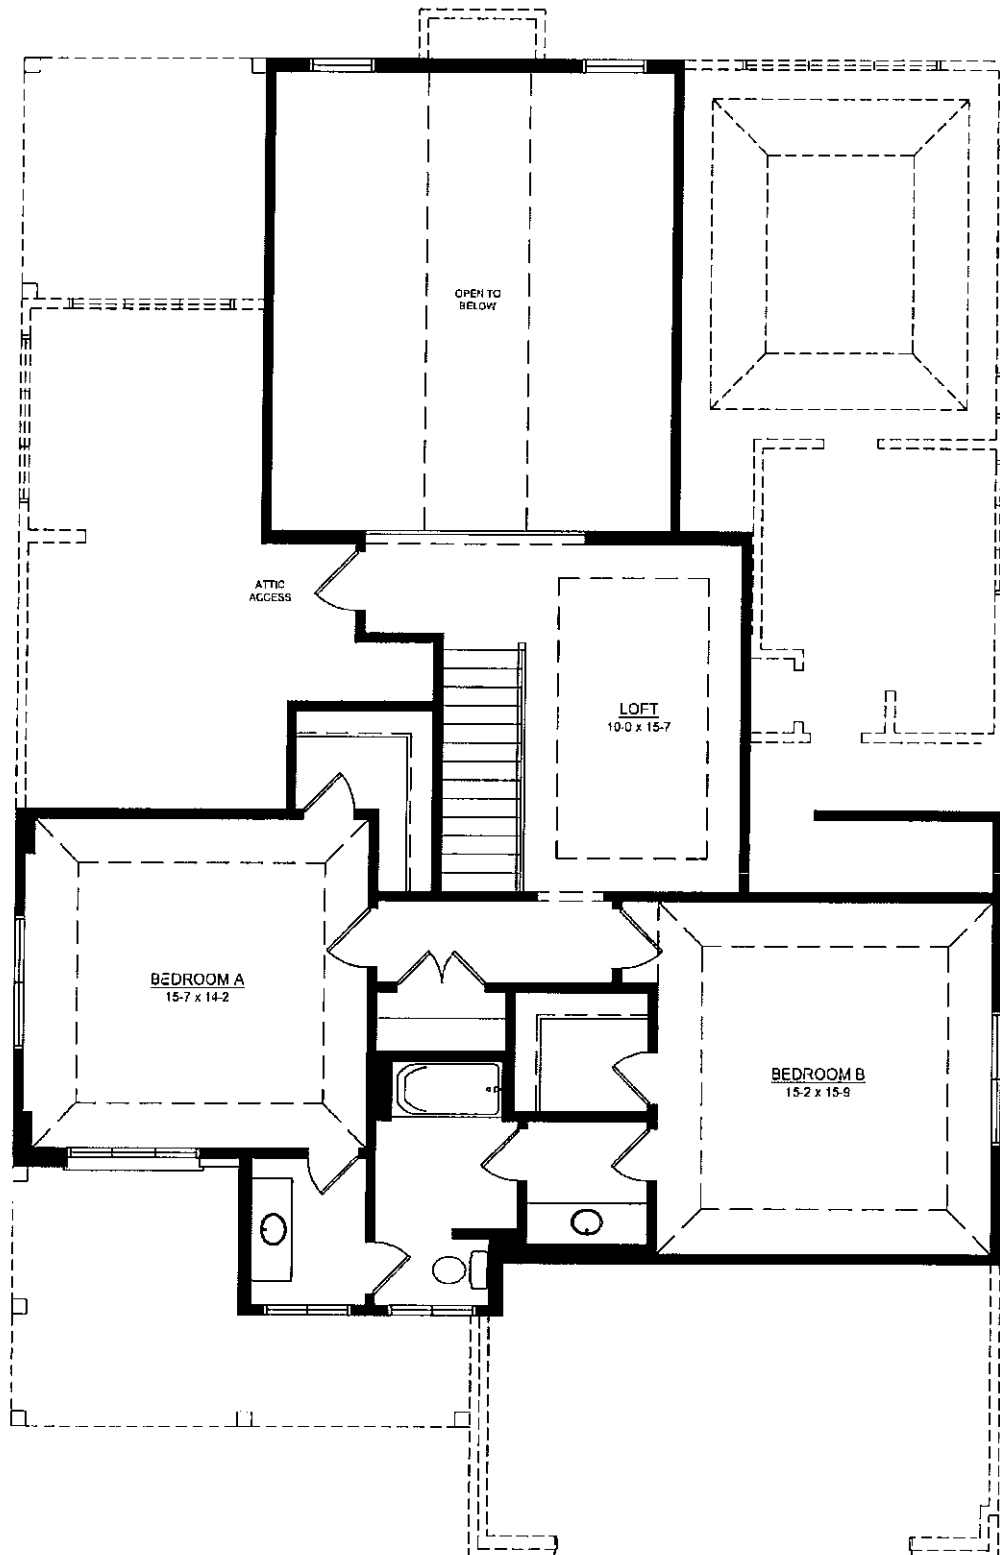 OPEN TO
BELOW
ATTIC
ACCESS
LOFT
10-0 x 15-7
BEDROOM A
15-7 x 14-2
BEDROOM B
15-2 x 15-9